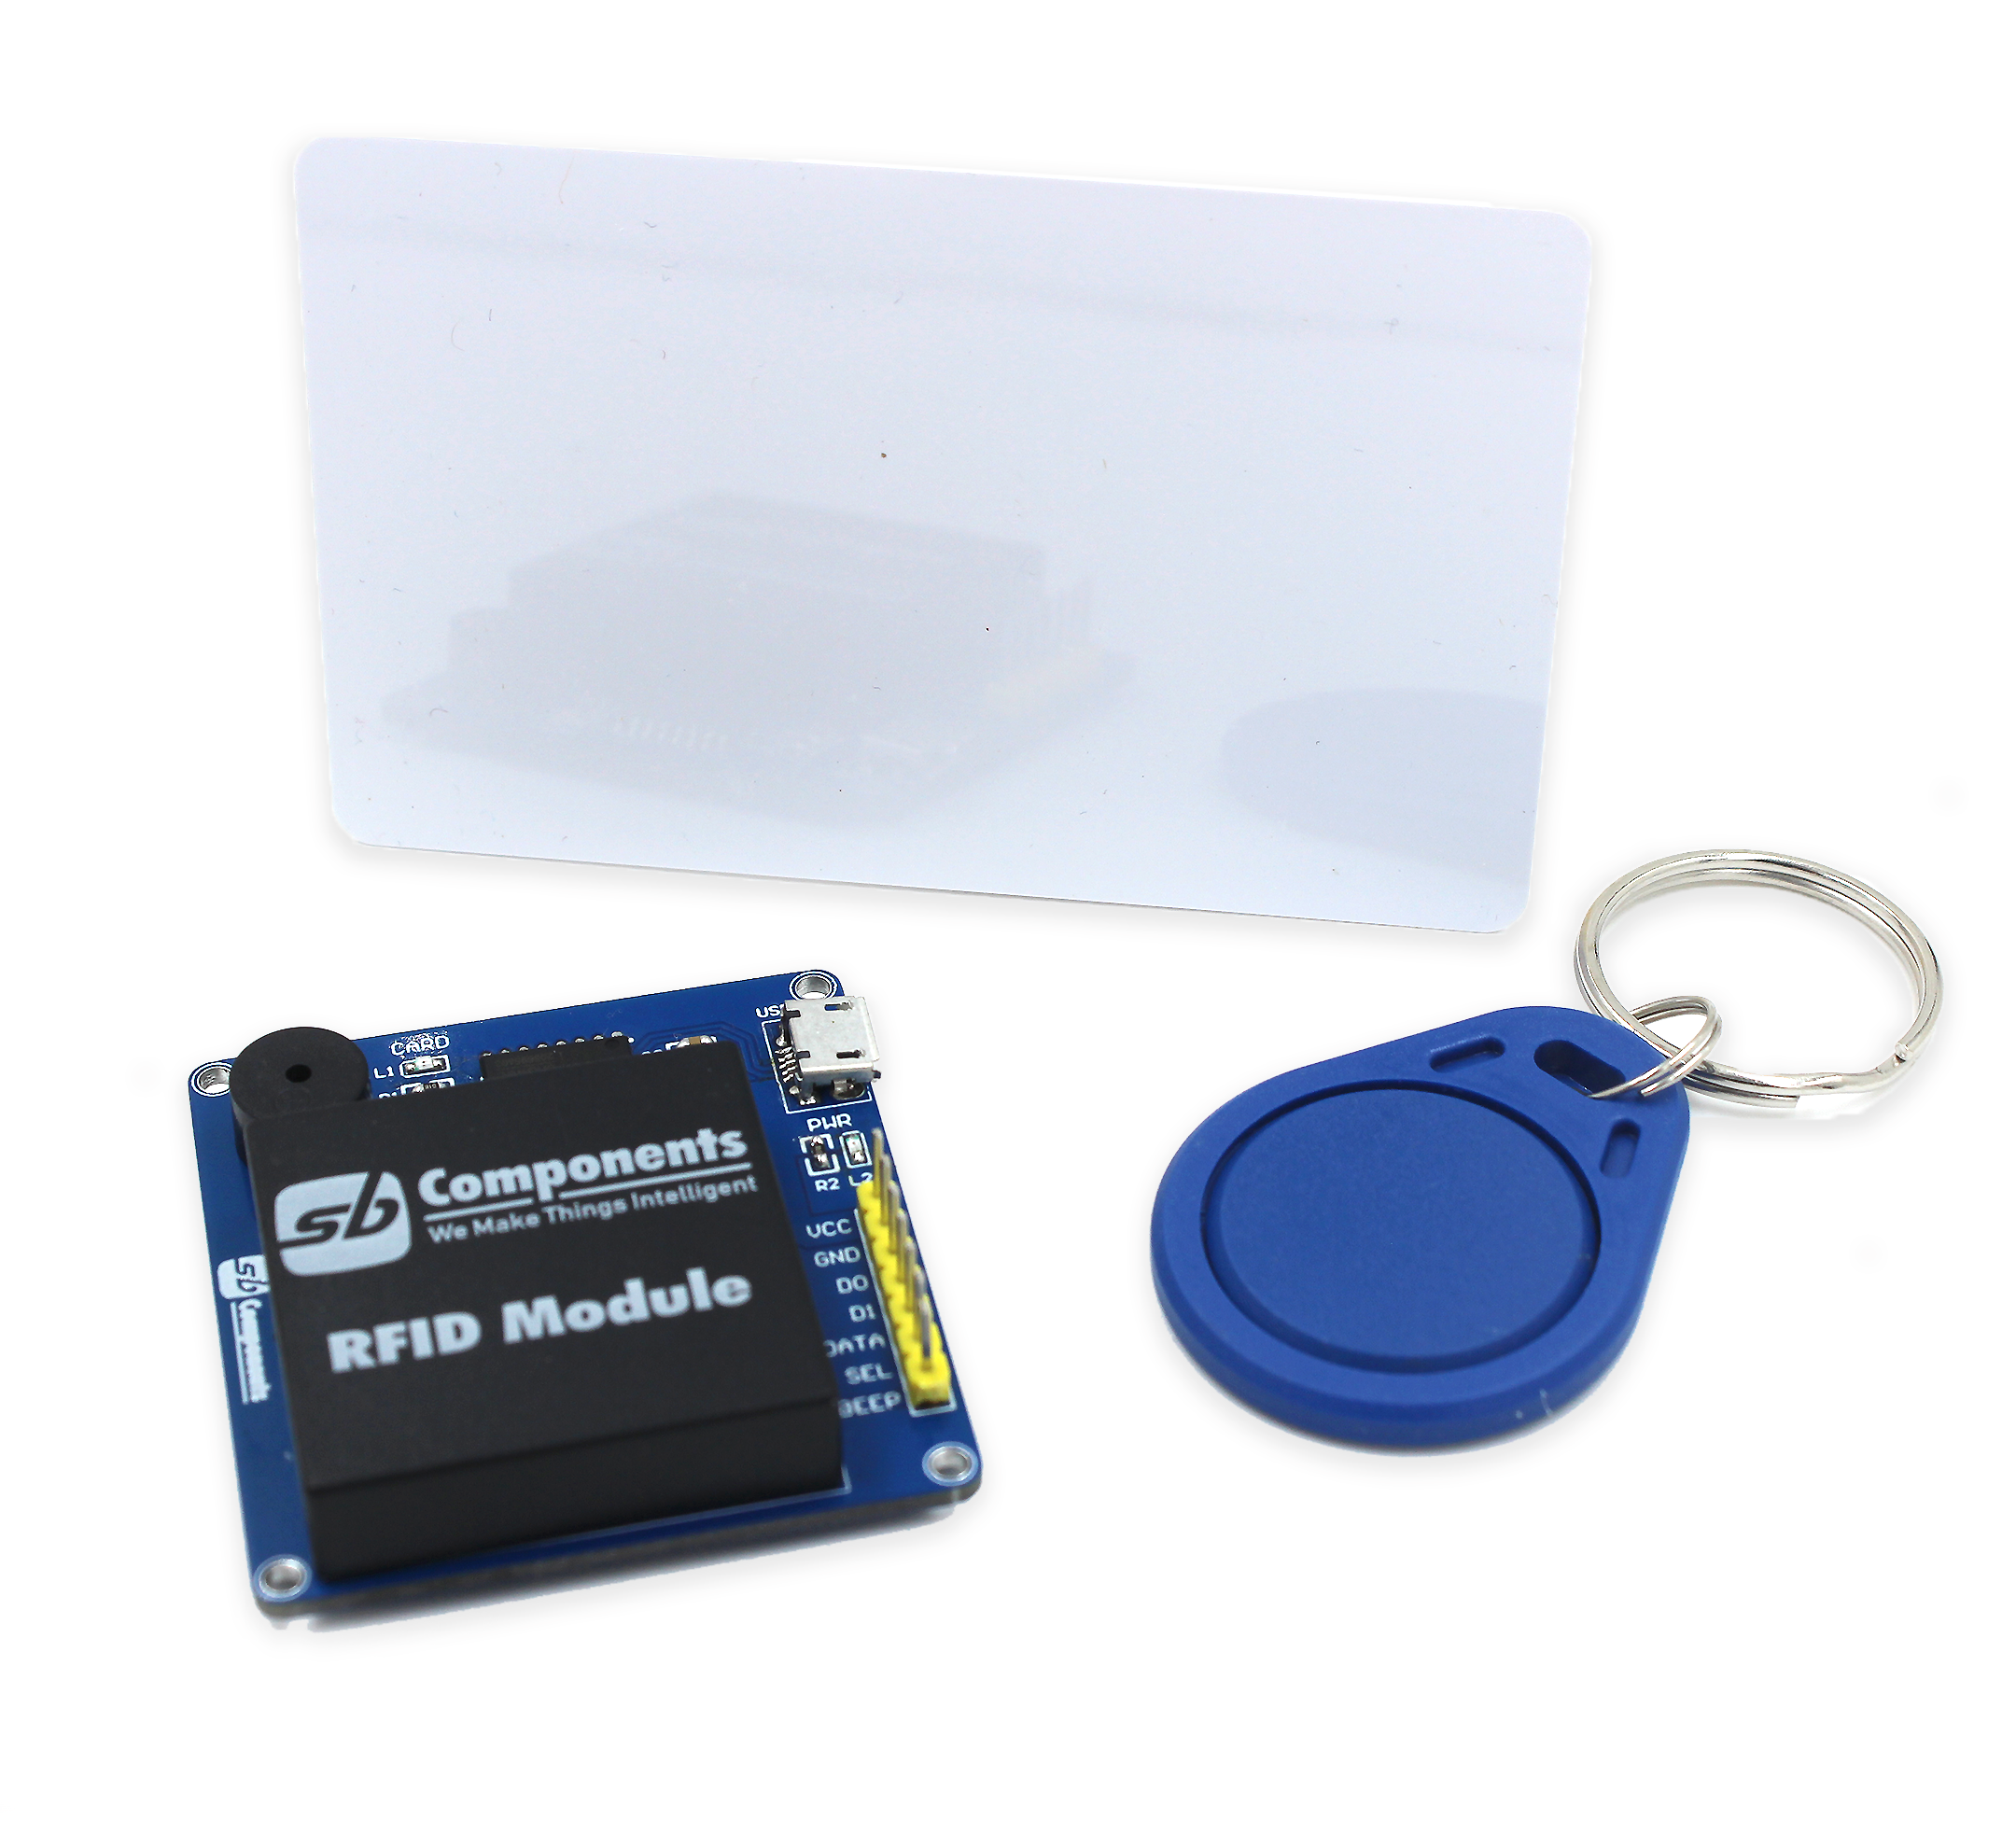 CARD
L1
USB
PWR
R2 L2
sb Components
We Make Things Intelligent
RFID Module
VCC
GND
D0
D1
DATA
SEL
BEEP
sb Components